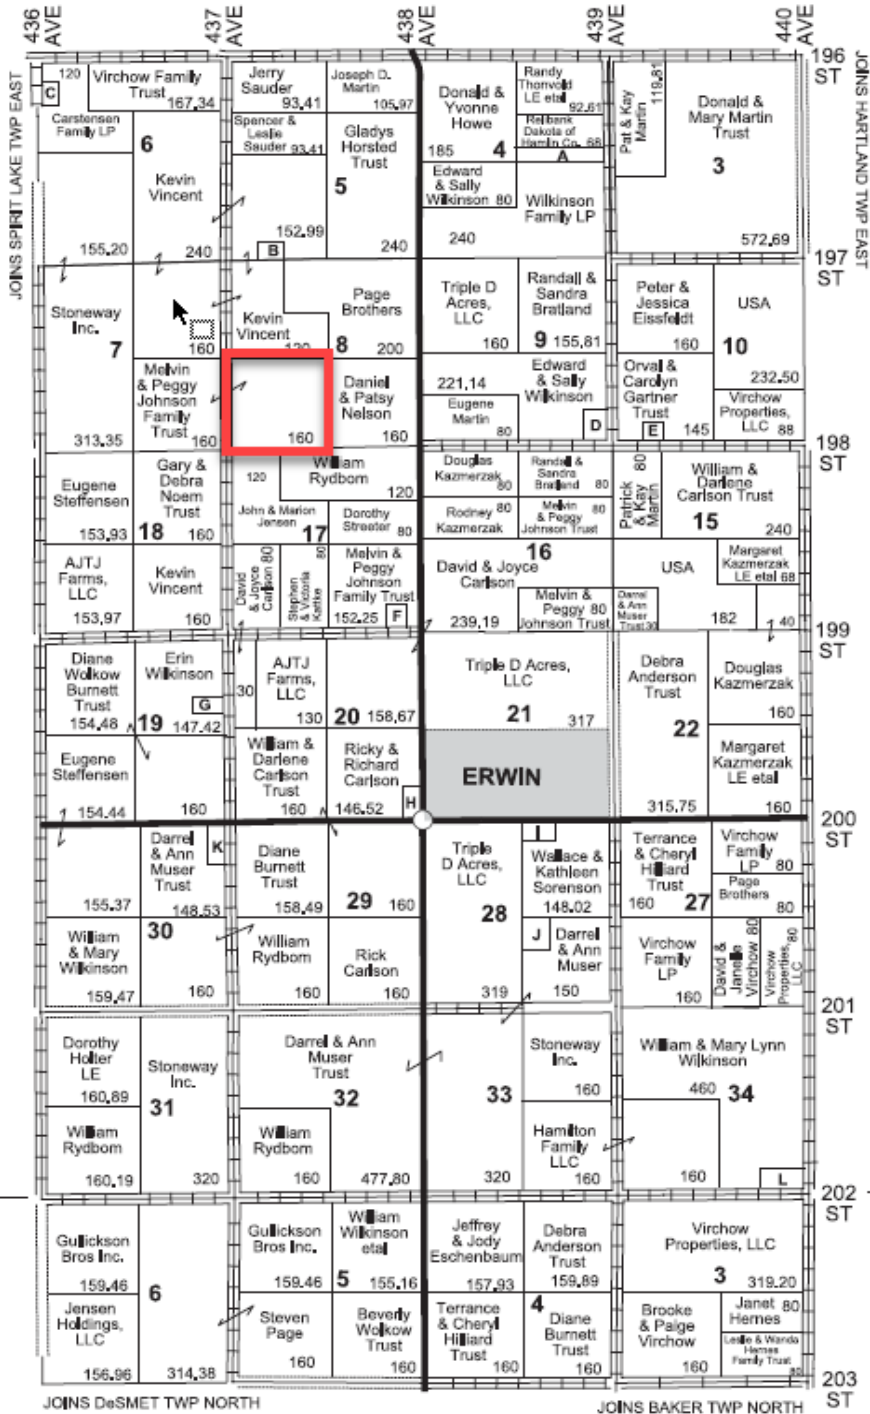 436 AVE
437 AVE
438 AVE
439 AVE
440 AVE
196 ST
JOINS SPIRIT LAKE TWP EAST
JOINS HARTLAND TWP EAST
C
120
Virchow Family
Trust
167.34
Carstensen
Family LP
6
Kevin
Vincent
155.20
240
Jerry
Sauder
93.41
Joseph D.
Martin
105.97
Spencer &
Leslie
Sauder 93.41
Gladys
Horsted
Trust
5
152.99
B
240
Donald &
Yvonne
Howe
185
4
Randy
Thorvold
LE etal
92.61
Relibank
Dakota of
Hamlin Co. 68
A
Edward
& Sally
Wilkinson 80
Wilkinson
Family LP
240
Pat & Kay
Martin
119.81
Donald &
Mary Martin
Trust
3
572.69
197 ST
Stoneway
Inc.
7
160
Melvin
& Peggy
Johnson
Family
Trust
160
313.35
Kevin
Vincent
120
Page
Brothers
8
200
160
Daniel
& Patsy
Nelson
160
Triple D
Acres,
LLC
160
Randall &
Sandra
Bratland
9
155.81
221.14
Edward
& Sally
Wilkinson
Eugene
Martin
80
D
Peter &
Jessica
Eissfeldt
160
USA
10
232.50
Orval &
Carolyn
Gartner
Trust
E
145
Virchow
Properties,
LLC 88
198 ST
Eugene
Steffensen
153.93
18
Gary &
Debra
Noem
Trust
160
AJTJ
Farms,
LLC
153.97
Kevin
Vincent
160
120
William
Rydbom
120
John & Marion
Jensen
17
Dorothy
Streeter
80
David
& Joyce
Carlson 80
Stephen
& Victoria
Kattke
80
Melvin &
Peggy
Johnson
Family Trust
152.25
F
Douglas
Kazmerzak
80
Randall &
Sandra
Bratland
80
Rodney
Kazmerzak
80
Melvin
& Peggy
Johnson Trust
16
David & Joyce
Carlson
239.19
Melvin &
Peggy 80
Johnson Trust
Patrick
& Kay
Martin
80
William &
Darlene
Carlson Trust
15
240
USA
Margaret
Kazmerzak
LE etal 68
Darrel
& Ann
Muser
Trust 30
182
40
199 ST
Diane
Wolkow
Burnett
Trust
154.48
19
Erin
Wilkinson
G
147.42
Eugene
Steffensen
154.44
160
30
AJTJ
Farms,
LLC
130
20
158.67
William &
Darlene
Carlson
Trust
160
Ricky &
Richard
Carlson
146.52
H
Triple D Acres,
LLC
21
317
ERWIN
Debra
Anderson
Trust
22
315.75
Douglas
Kazmerzak
160
Margaret
Kazmerzak
LE etal
160
200 ST
155.37
Darrel
& Ann
Muser
Trust
148.53
K
30
William
& Mary
Wilkinson
159.47
160
Diane
Burnett
Trust
158.49
29
160
William
Rydbom
160
Rick
Carlson
160
Triple
D Acres,
LLC
28
319
I
Wallace &
Kathleen
Sorenson
148.02
J
Darrel
& Ann
Muser
150
Terrance
& Cheryl
Hilliard
Trust
160
27
Virchow
Family
LP
80
Page
Brothers
80
Virchow
Family
LP
160
David &
Janelle
Virchow 80
Virchow
Properties,
LLC
80
201 ST
Dorothy
Holter
LE
160.89
Stoneway
Inc.
31
William
Rydbom
160.19
320
Darrel & Ann
Muser
Trust
32
William
Rydbom
160
477.80
33
320
Stoneway
Inc.
160
Hamilton
Family
LLC
160
William & Mary Lynn
Wilkinson
460
34
160
L
202 ST
Gullickson
Bros Inc.
159.46
6
Jensen
Holdings,
LLC
156.96
314.38
Gullickson
Bros Inc.
159.46
William
Wilkinson
etal
5
155.16
Steven
Page
160
Beverly
Wolkow
Trust
160
Jeffrey
& Jody
Eschenbaum
157.93
Debra
Anderson
Trust
159.89
4
Terrance
& Cheryl
Hilliard
Trust
160
Diane
Burnett
Trust
160
Virchow
Properties, LLC
3
319.20
Brooke
& Paige
Virchow
160
Janet 80
Hernes
Leslie & Wanda
Hernes
Family Trust
80
203 ST
JOINS DeSMET TWP NORTH
JOINS BAKER TWP NORTH